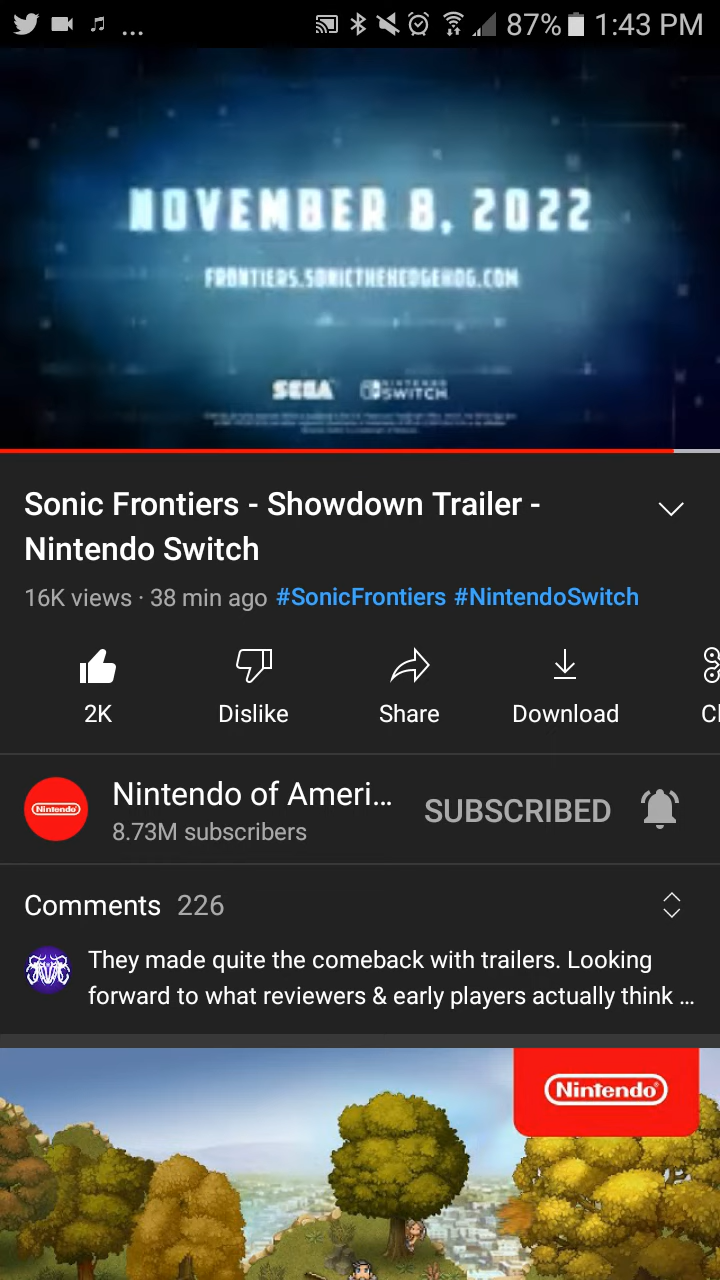 ... 87% 1:43 PM
NOVEMBER 8, 2022
FRONTIERS.SONICTHEHEDGEHOG.COM
SEGA NINTENDO SWITCH
Sonic Frontiers - Showdown Trailer -
Nintendo Switch
16K views · 38 min ago #SonicFrontiers #NintendoSwitch
2K Dislike Share Download
Nintendo Nintendo of Ameri... SUBSCRIBED
8.73M subscribers
Comments 226
They made quite the comeback with trailers. Looking
forward to what reviewers & early players actually think ...
Nintendo